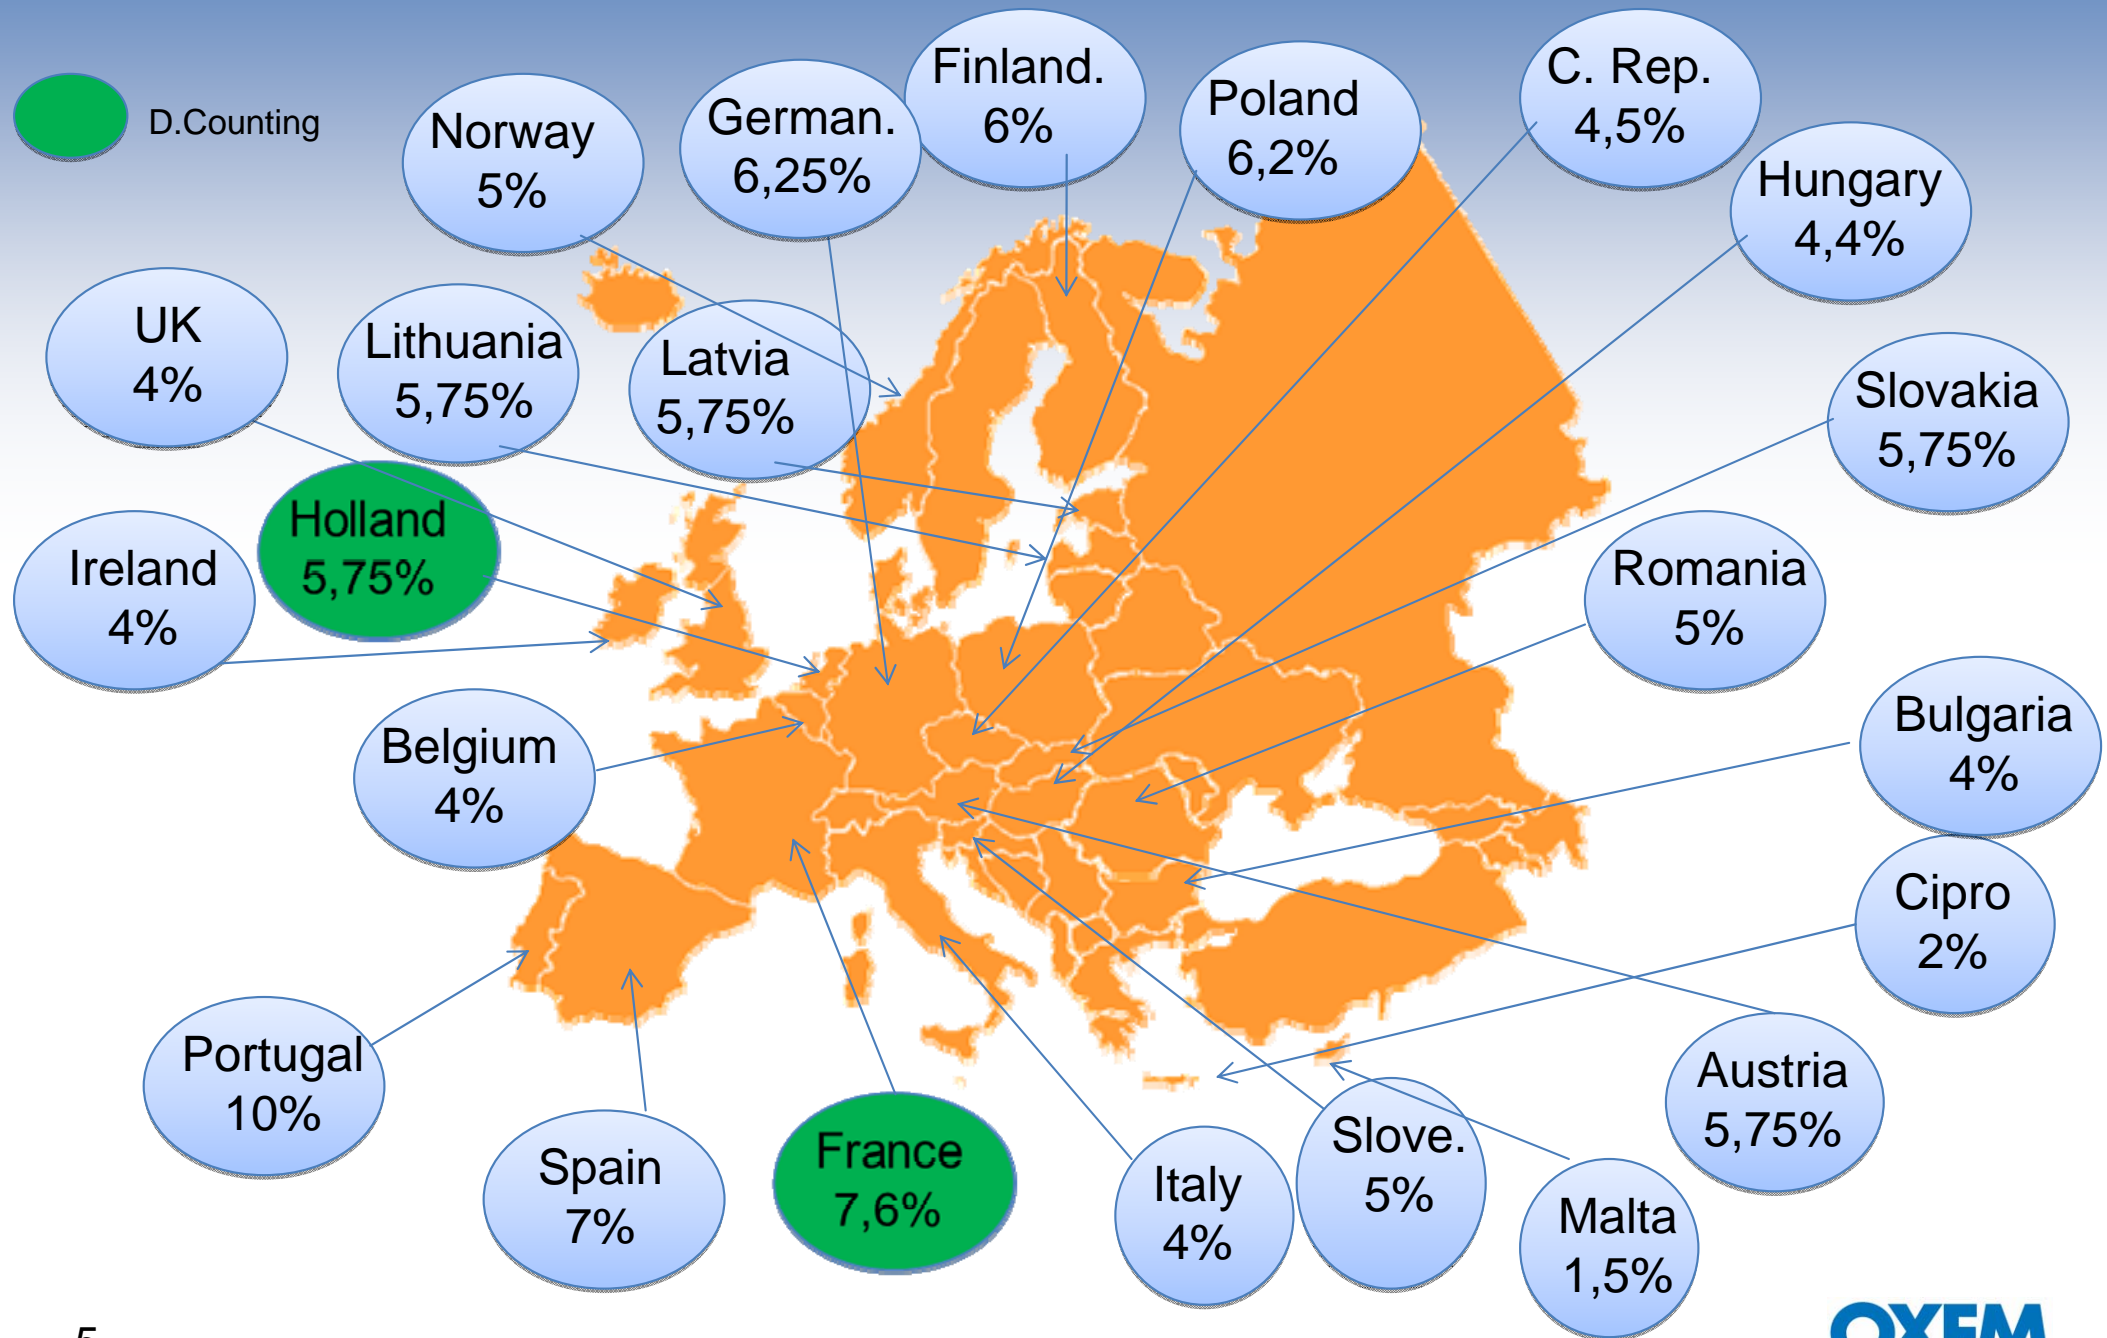 D.Counting
Norway
5%
German.
6,25%
Finland.
6%
Poland
6,2%
C. Rep.
4,5%
Hungary
4,4%
UK
4%
Lithuania
5,75%
Latvia
5,75%
Slovakia
5,75%
Holland
5,75%
Ireland
4%
Romania
5%
Belgium
4%
Bulgaria
4%
Cipro
2%
Portugal
10%
Spain
7%
France
7,6%
Italy
4%
Slove.
5%
Malta
1,5%
Austria
5,75%
5
OXEM